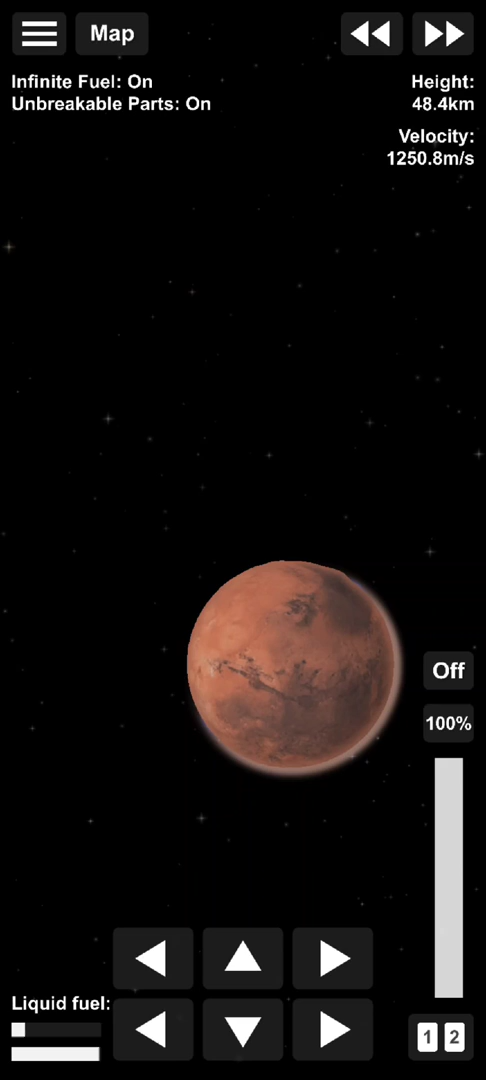 Map
Infinite Fuel: On
Unbreakable Parts: On
Height:
48.4km
Velocity:
1250.8m/s
Off
100%
Liquid fuel:
1 2